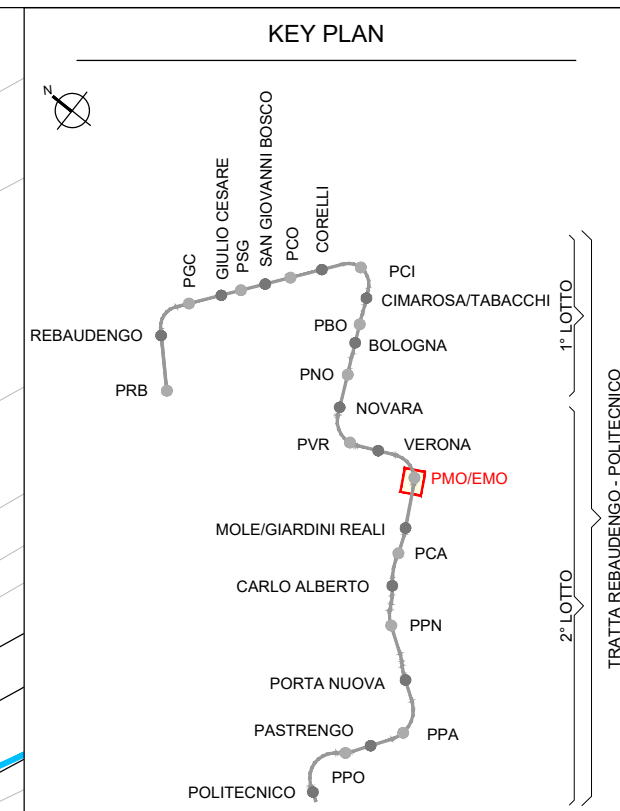 KEY PLAN
N
PGC
GIULIO CESARE
PSG
SAN GIOVANNI BOSCO
PCO
CORELLI
PCI
CIMAROSA/TABACCHI
REBAUDENGO
PBO
BOLOGNA
PNO
PRB
NOVARA
PVR
VERONA
PMO/EMO
MOLE/GIARDINI REALI
PCA
CARLO ALBERTO
PPN
PORTA NUOVA
PASTRENGO
PPA
PPO
POLITECNICO
1° LOTTO
2° LOTTO
TRATTA REBAUDENGO - POLITECNICO